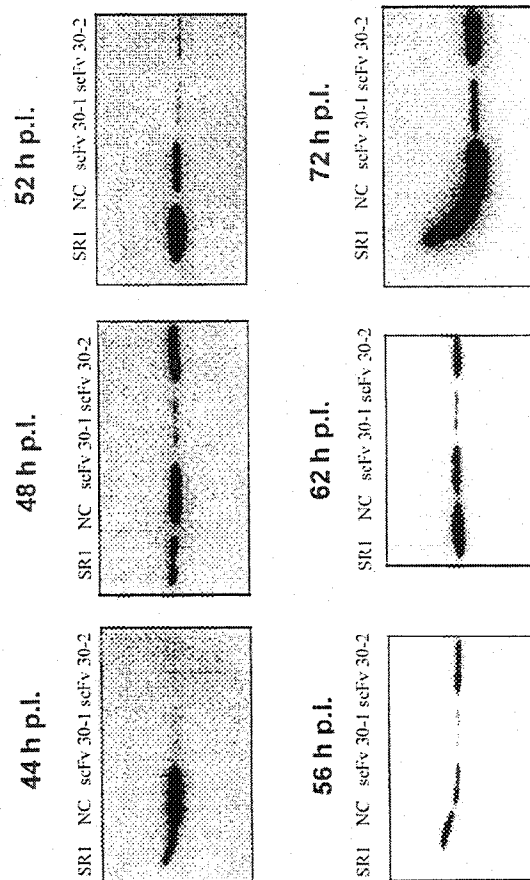 44 h p.l.
SR1 NC scFv 30-1 scFv 30-2
48 h p.l.
SR1 NC scFv 30-1 scFv 30-2
52 h p.l.
SR1 NC scFv 30-1 scFv 30-2
56 h p.l.
SR1 NC scFv 30-1 scFv 30-2
62 h p.l.
SR1 NC scFv 30-1 scFv 30-2
72 h p.l.
SR1 NC scFv 30-1 scFv 30-2